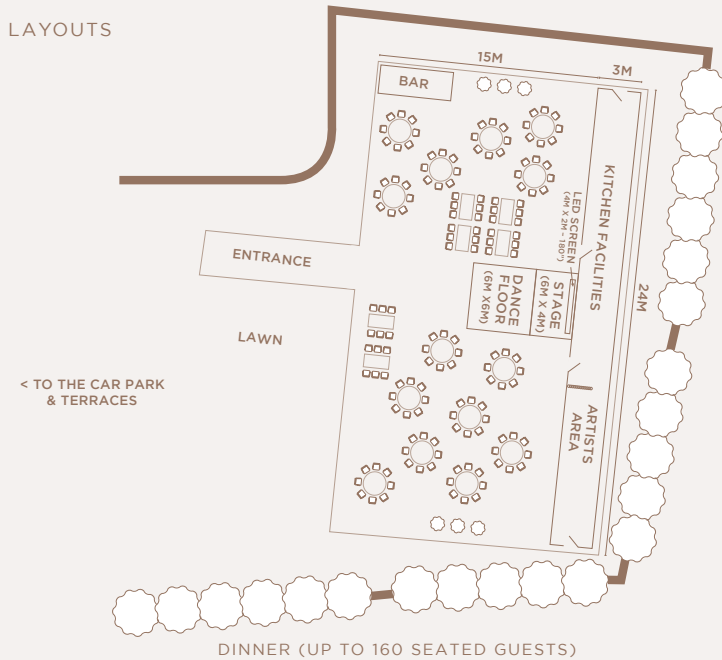 LAYOUTS
15M
3M
BAR
KITCHEN FACILITIES
LED SCREEN
(4M X 2M - 180")
ENTRANCE
DANCE
FLOOR
(6M X6M)
STAGE
(6M X 4M)
24M
LAWN
< TO THE CAR PARK
& TERRACES
ARTISTS
AREA
DINNER (UP TO 160 SEATED GUESTS)